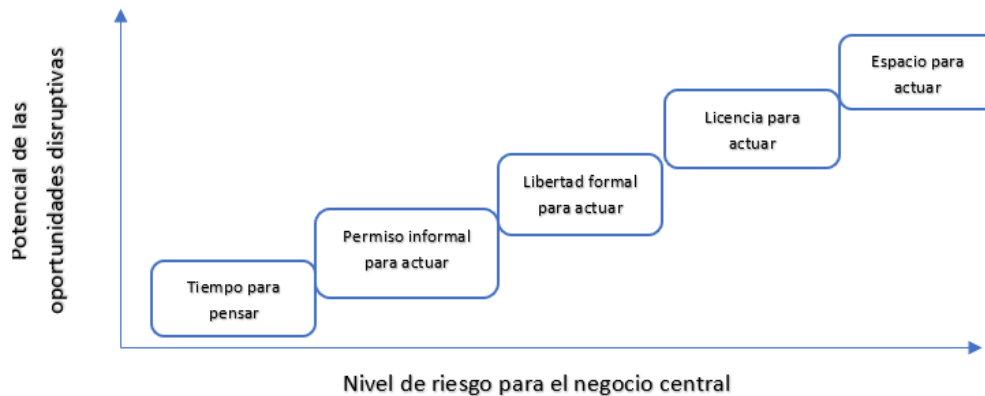 Potencial de las
oportunidades disruptivas
Espacio para
actuar
Licencia para
actuar
Libertad formal
para actuar
Permiso informal
para actuar
Tiempo para
pensar
Nivel de riesgo para el negocio central